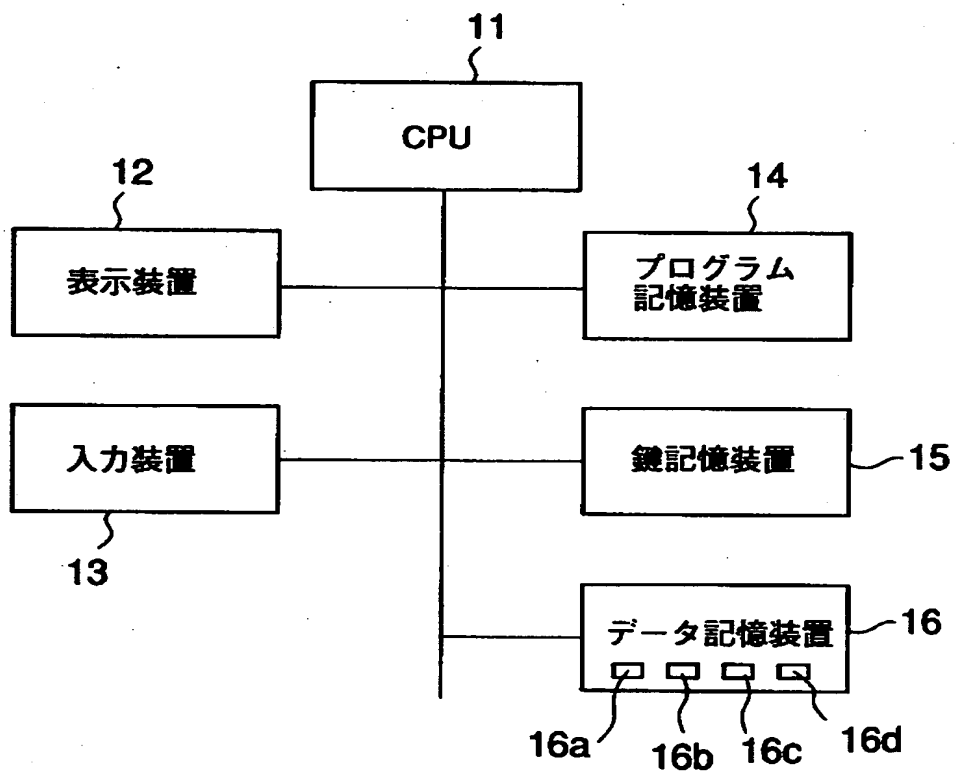 11
CPU
12
表示装置
14
プログラム
記憶装置
入力装置
13
鍵記憶装置
15
データ記憶装置
16
16a
16b
16c
16d